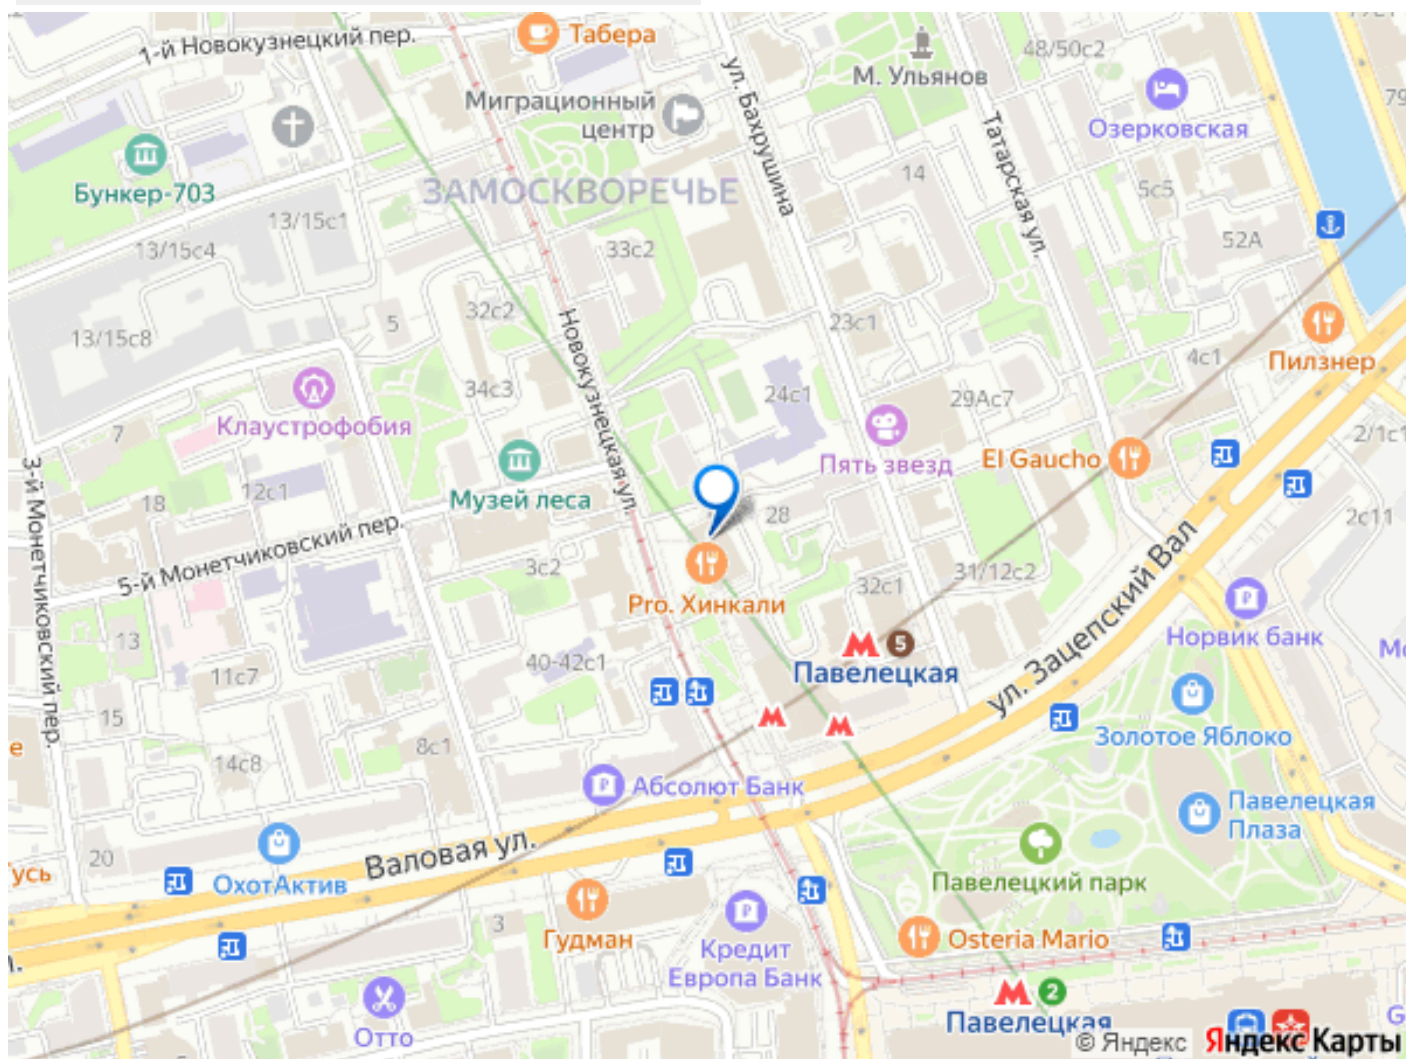 1-й Новокузнецкий пер.
Табера
ул. Бахрушина
М. Ульянов
48/50с2
79
Миграционный
центр
Озерковская
Татарская ул.
Бункер-703
ЗАМОСКВОРЕЧЬЕ
14
5с5
13/15с1
13/15с4
33с2
52А
32с2
5
23с1
13/15с8
Новокузнецкая ул.
4с1
Пилзнер
34с3
24с1
29Ас7
Клаустрофобия
7
2/1с1
Пять звезд
El Gaucho
3-й Монетчиковский пер.
12с1
Музей леса
18
28
2с11
5-й Монетчиковский пер.
3с2
31/12с2
32с1
Pro. Хинкали
ул. Зацепский Вал
13
Норвик банк
5
Павелецкая
40-42с1
11с7
15
8с1
Золотое Яблоко
е
14с8
Абсолют Банк
Павелецкая
Плаза
20
Валовая ул.
усь
ОхотАктив
Павелецкий парк
3
Гудман
Osteria Mario
Кредит
Европа Банк
2
Отто
Павелецкая
© Яндекс
Яндекс Карты